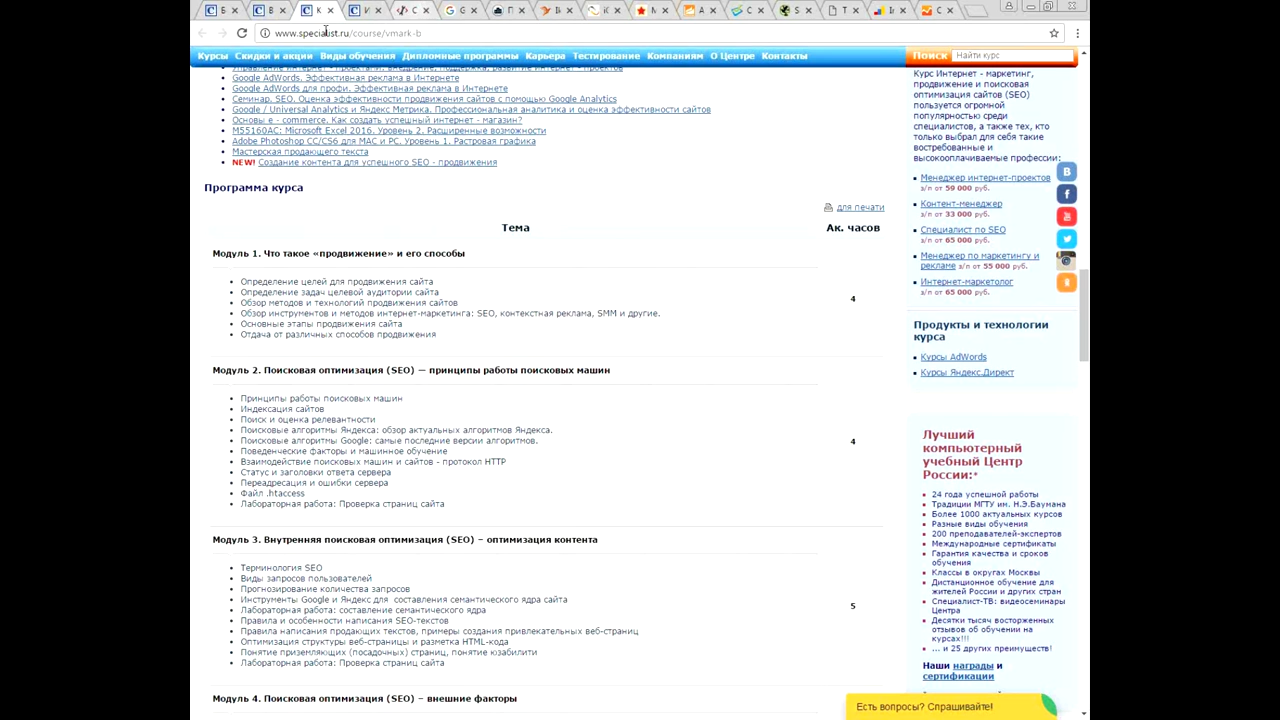 www.specialist.ru/course/vmark-b
Курсы Скидки и акции Виды обучения Дипломные программы Карьера Тестирование Компаниям О Центре Контакты
Поиск Найти курс
Управление интернет - проектами: внедрение, поддержка, развитие интернет - проектов
Google AdWords. Эффективная реклама в Интернете
Google AdWords для профи. Эффективная реклама в Интернете
Семинар. SEO. Оценка эффективности продвижения сайтов с помощью Google Analytics
Google / Universal Analytics и Яндекс Метрика. Профессиональная аналитика и оценка эффективности сайтов
Основы e - commerce. Как создать успешный интернет - магазин?
M55160AC: Microsoft Excel 2016. Уровень 2. Расширенные возможности
Adobe Photoshop CC/CS6 для MAC и PC. Уровень 1. Растровая графика
Мастерская продающего текста
NEW! Создание контента для успешного SEO - продвижения
Программа курса
для печати
Тема Ак. часов
Модуль 1. Что такое «продвижение» и его способы
Определение целей для продвижения сайта
Определение задач целевой аудитории сайта
Обзор методов и технологий продвижения сайтов
Обзор инструментов и методов интернет-маркетинга: SEO, контекстная реклама, SMM и другие.
Основные этапы продвижения сайта
Отдача от различных способов продвижения
4
Модуль 2. Поисковая оптимизация (SEO) — принципы работы поисковых машин
Принципы работы поисковых машин
Индексация сайтов
Поиск и оценка релевантности
Поисковые алгоритмы Яндекса: обзор актуальных алгоритмов Яндекса.
Поисковые алгоритмы Google: самые последние версии алгоритмов.
Поведенческие факторы и машинное обучение
Взаимодействие поисковых машин и сайтов - протокол HTTP
Статус и заголовки ответа сервера
Переадресация и ошибки сервера
Файл .htaccess
Лабораторная работа: Проверка страниц сайта
4
Модуль 3. Внутренняя поисковая оптимизация (SEO) – оптимизация контента
Терминология SEO
Виды запросов пользователей
Прогнозирование количества запросов
Инструменты Google и Яндекс для составления семантического ядра сайта
Лабораторная работа: составление семантического ядра
Правила и особенности написания SEO-текстов
Правила написания продающих текстов, примеры создания привлекательных веб-страниц
Оптимизация структуры веб-страницы и разметка HTML-кода
Понятие приземляющих (посадочных) страниц, понятие юзабилити
Лабораторная работа: Проверка страниц сайта
5
Модуль 4. Поисковая оптимизация (SEO) – внешние факторы
Курс Интернет - маркетинг,
продвижение и поисковая
оптимизация сайтов (SEO)
пользуется огромной
популярностью среди
специалистов, а также тех, кто
только выбрал для себя такие
востребованные и
высокооплачиваемые профессии:
Менеджер интернет-проектов
з/п от 59 000 руб.
Контент-менеджер
з/п от 33 000 руб.
Специалист по SEO
з/п от 65 000 руб.
Менеджер по маркетингу и
рекламе з/п от 55 000 руб.
Интернет-маркетолог
з/п от 65 000 руб.
Продукты и технологии
курса
Курсы AdWords
Курсы Яндекс.Директ
Лучший
компьютерный
учебный Центр
России:*
24 года успешной работы
Традиции МГТУ им. Н.Э.Баумана
Более 1000 актуальных курсов
Разные виды обучения
200 преподавателей-экспертов
Международные сертификаты
Гарантия качества и сроков
обучения
Классы в округах Москвы
Дистанционное обучение для
жителей России и других стран
Специалист-ТВ: видеосеминары
Центра
Десятки тысяч восторженных
отзывов об обучении на
курсах!!!
... и 25 других преимуществ!
Наши награды и
сертификации
Есть вопросы? Спрашивайте!